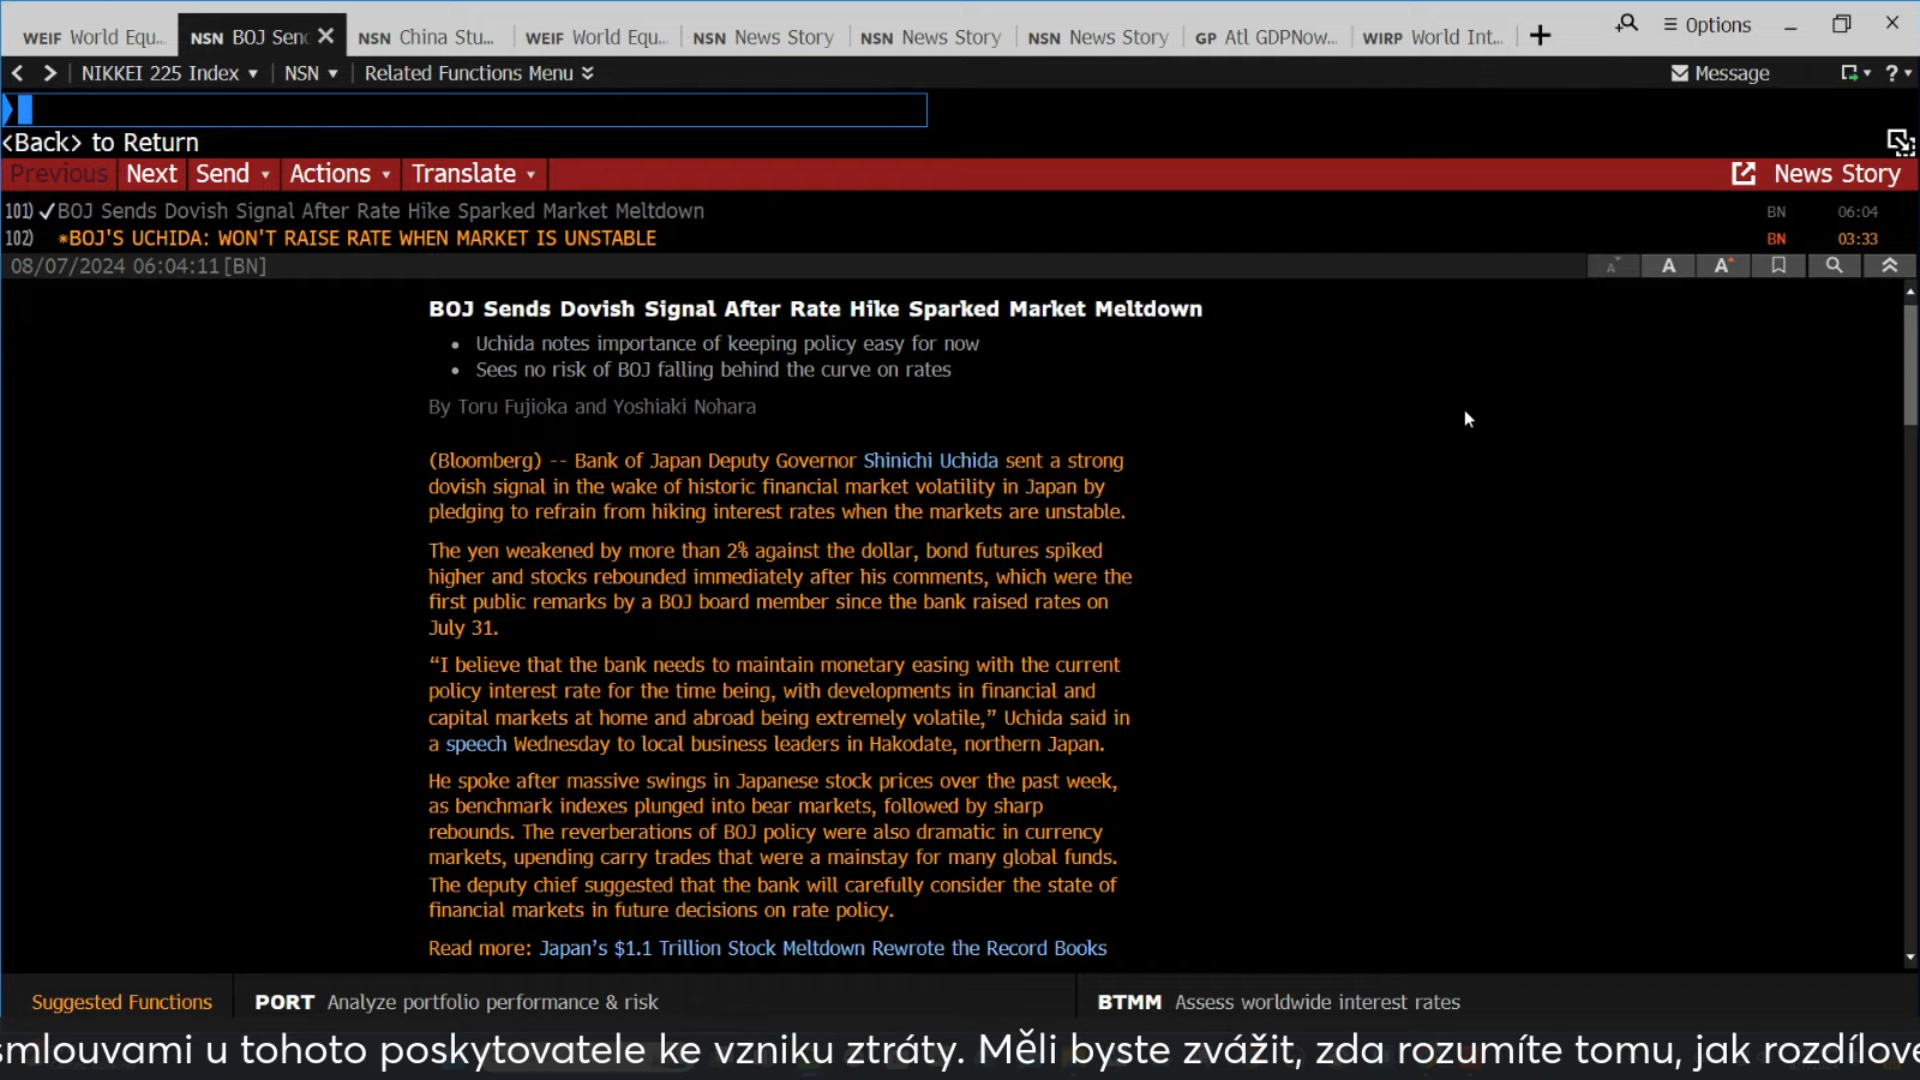 WEIF World Equ...
NSN BOJ Sen
NSN China Stu...
WEIF World Equ...
NSN News Story
NSN News Story
NSN News Story
GP Atl GDPNow...
WIRP World Int...
Options
NIKKEI 225 Index
NSN
Related Functions Menu
Message
?
<Back> to Return
Previous Next Send Actions Translate News Story
101) BOJ Sends Dovish Signal After Rate Hike Sparked Market Meltdown BN 06:04
102) *BOJ'S UCHIDA: WON'T RAISE RATE WHEN MARKET IS UNSTABLE BN 03:33
08/07/2024 06:04:11[BN] A A A
BOJ Sends Dovish Signal After Rate Hike Sparked Market Meltdown
• Uchida notes importance of keeping policy easy for now
• Sees no risk of BOJ falling behind the curve on rates
By Toru Fujioka and Yoshiaki Nohara
(Bloomberg) -- Bank of Japan Deputy Governor Shinichi Uchida sent a strong
dovish signal in the wake of historic financial market volatility in Japan by
pledging to refrain from hiking interest rates when the markets are unstable.
The yen weakened by more than 2% against the dollar, bond futures spiked
higher and stocks rebounded immediately after his comments, which were the
first public remarks by a BOJ board member since the bank raised rates on
July 31.
“I believe that the bank needs to maintain monetary easing with the current
policy interest rate for the time being, with developments in financial and
capital markets at home and abroad being extremely volatile,” Uchida said in
a speech Wednesday to local business leaders in Hakodate, northern Japan.
He spoke after massive swings in Japanese stock prices over the past week,
as benchmark indexes plunged into bear markets, followed by sharp
rebounds. The reverberations of BOJ policy were also dramatic in currency
markets, upending carry trades that were a mainstay for many global funds.
The deputy chief suggested that the bank will carefully consider the state of
financial markets in future decisions on rate policy.
Read more: Japan’s $1.1 Trillion Stock Meltdown Rewrote the Record Books
Suggested Functions PORT Analyze portfolio performance & risk BTMM Assess worldwide interest rates
smlouvami u tohoto poskytovatele ke vzniku ztráty. Měli byste zvážit, zda rozumíte tomu, jak rozdílové